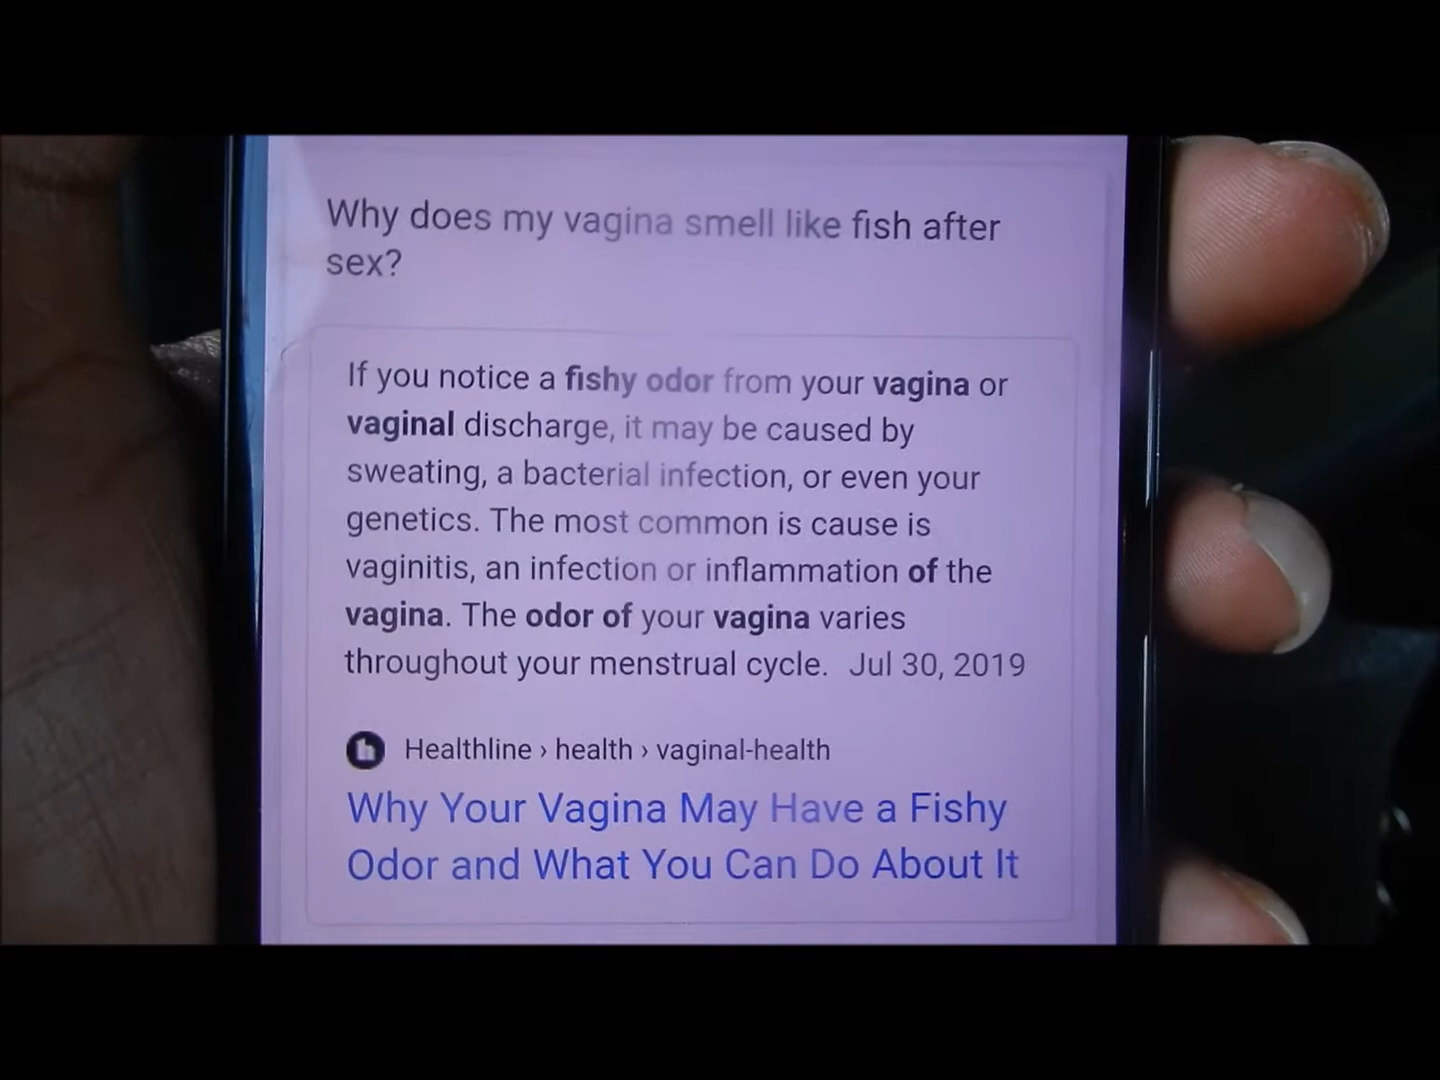 Why does my vagina smell like fish after
sex?
If you notice a fishy odor from your vagina or
vaginal discharge, it may be caused by
sweating, a bacterial infection, or even your
genetics. The most common is cause is
vaginitis, an infection or inflammation of the
vagina. The odor of your vagina varies
throughout your menstrual cycle. Jul 30, 2019
h Healthline › health › vaginal-health
Why Your Vagina May Have a Fishy
Odor and What You Can Do About It